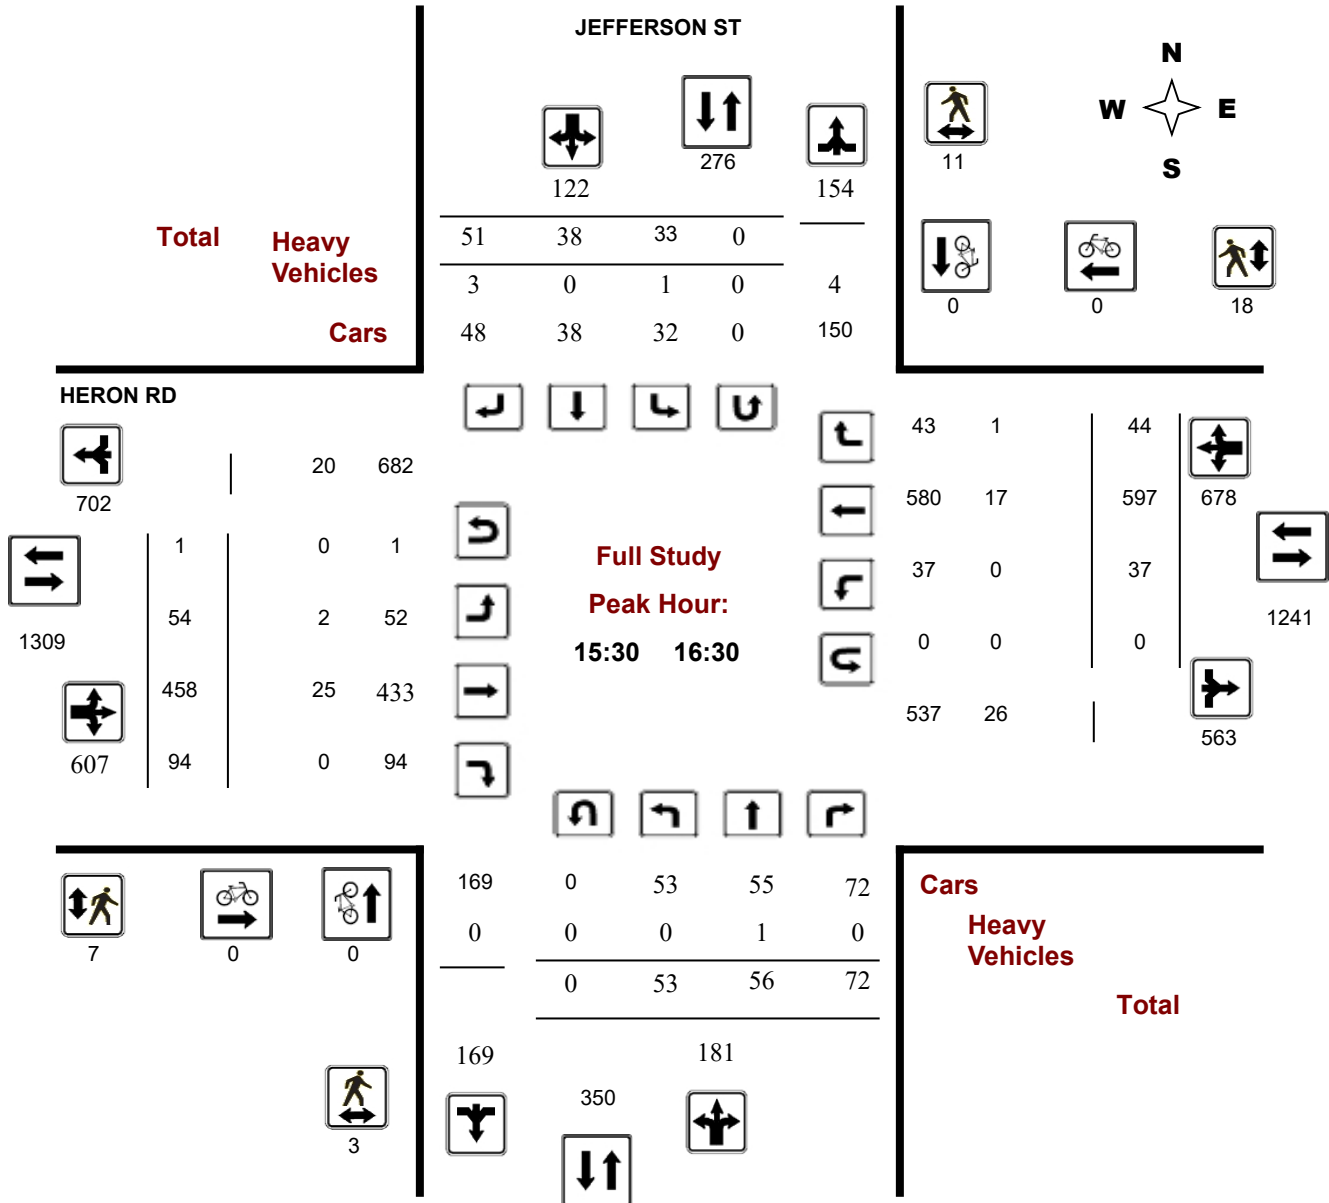 JEFFERSON ST
N
W E
S
276
11
122 154
Total Heavy Vehicles
51 38 33 0
3 0 1 0 4
0 0 18
Cars 48 38 32 0 150
HERON RD
43 1 44
20 682
702
580 17 597 678
1 0 1
Full Study
37 0 37
Peak Hour:
54 2 52
1309
15:30 16:30
0 0 0
1241
458 25 433
537 26
563
607 94 0 94
169 0 53 55 72
Cars
0 0 0 1 0
Heavy Vehicles
7 0 0
0 53 56 72
Total
169 181
350
3